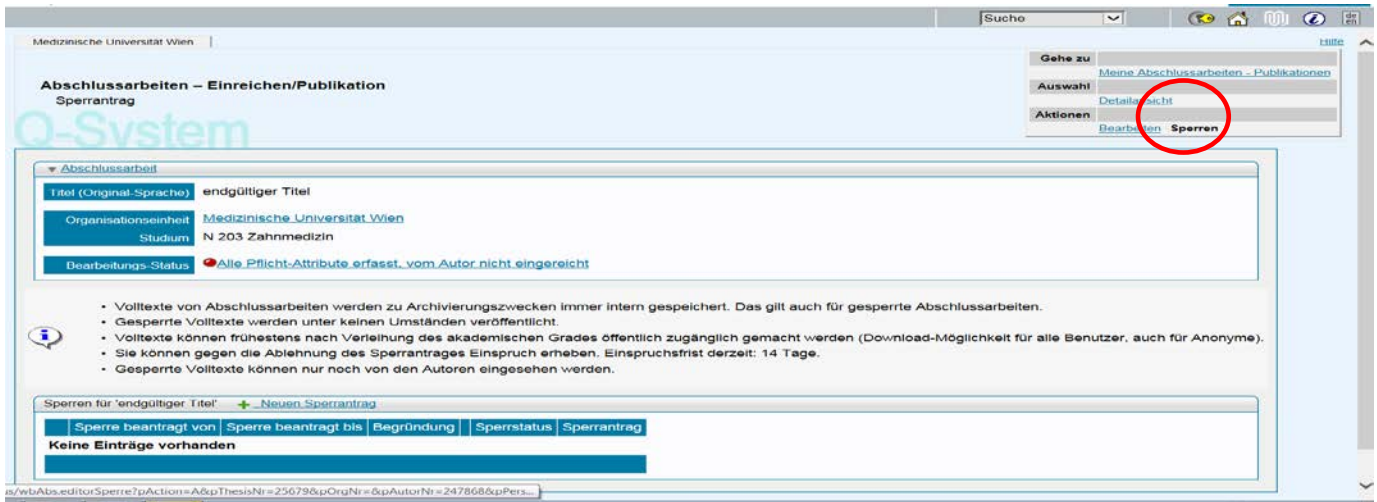 Sucho
Medizinische Universität Wien
Hilfe
Gehe zu
Meine Abschlussarbeiten - Publikationen
Abschlussarbeiten – Einreichen/Publikation
Auswahl
Sperrantrag
Detailansicht
Aktionen
Q-System
Bearbeiten Sperren
Abschlussarbeit
Titel (Original-Sprache) endgültiger Titel
Organisationseinheit Medizinische Universität Wien
Studium N 203 Zahnmedizin
Bearbeitungs-Status Alle Pflicht-Attribute erfasst, vom Autor nicht eingereicht
• Volltexte von Abschlussarbeiten werden zu Archivierungszwecken immer intern gespeichert. Das gilt auch für gesperrte Abschlussarbeiten.
• Gesperrte Volltexte werden unter keinen Umständen veröffentlicht.
• Volltexte können frühestens nach Verleihung des akademischen Grades öffentlich zugänglich gemacht werden (Download-Möglichkeit für alle Benutzer, auch für Anonyme).
• Sie können gegen die Ablehnung des Sperrantrages Einspruch erheben. Einspruchsfrist derzeit: 14 Tage.
• Gesperrte Volltexte können nur noch von den Autoren eingesehen werden.
Sperren für 'endgültiger Titel' + Neuen Sperrantrag
Sperre beantragt von Sperre beantragt bis Begründung Sperrstatus Sperrantrag
Keine Einträge vorhanden
us/wbAbs.editorSperre?pAction=A&pThesisNr=25679&pOrgNr=&pAutorNr=247868&pPers...